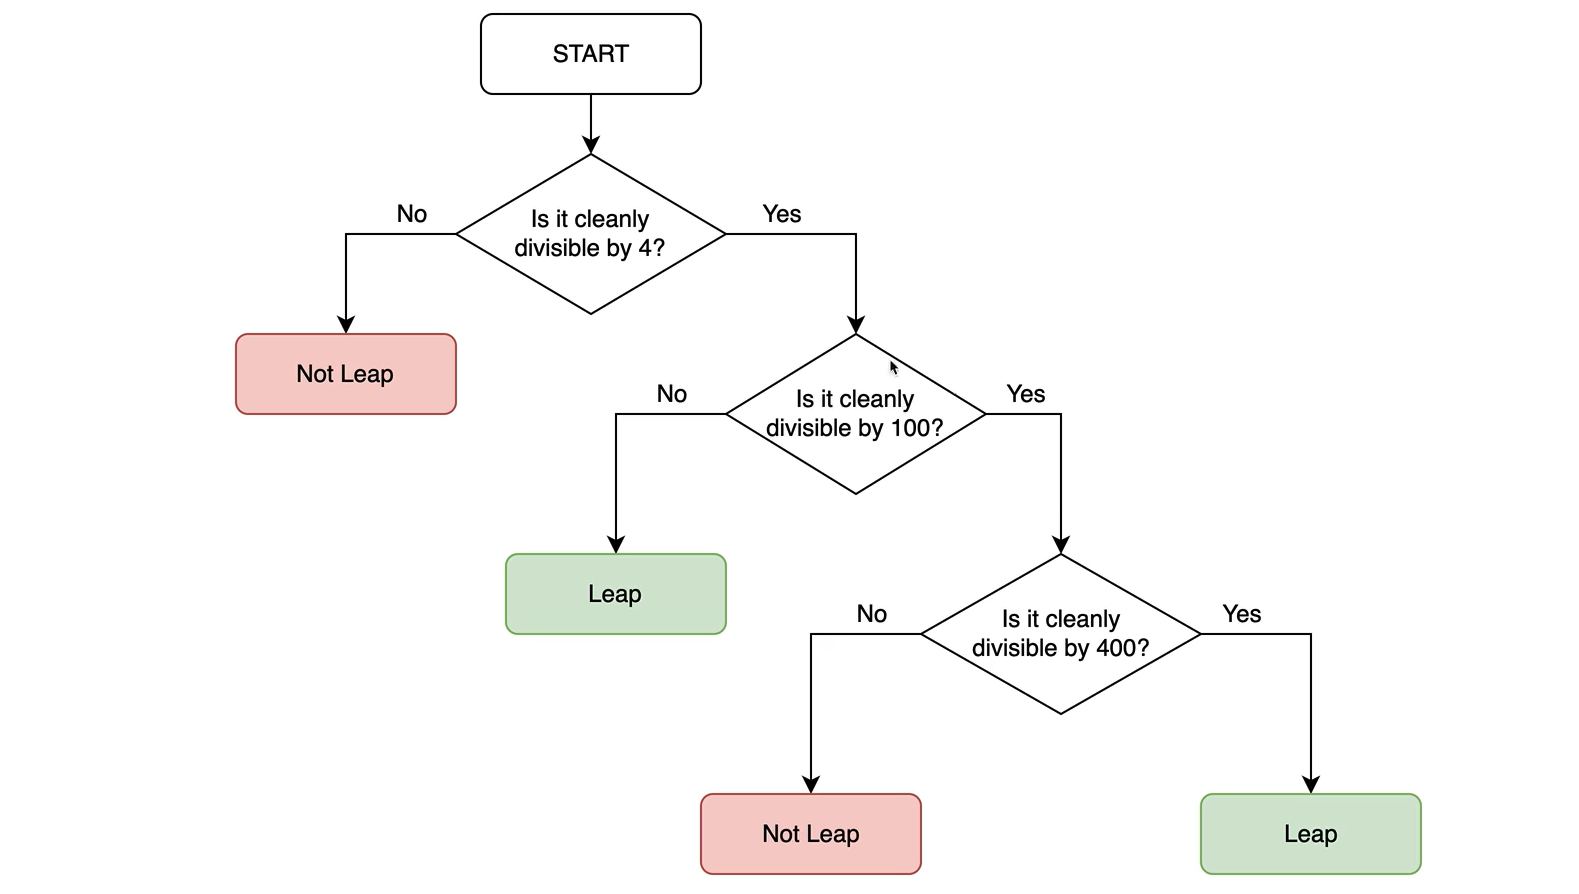 START
Is it cleanly
divisible by 4?
No
Yes
Not Leap
Is it cleanly
divisible by 100?
No
Yes
Leap
Is it cleanly
divisible by 400?
No
Yes
Not Leap
Leap